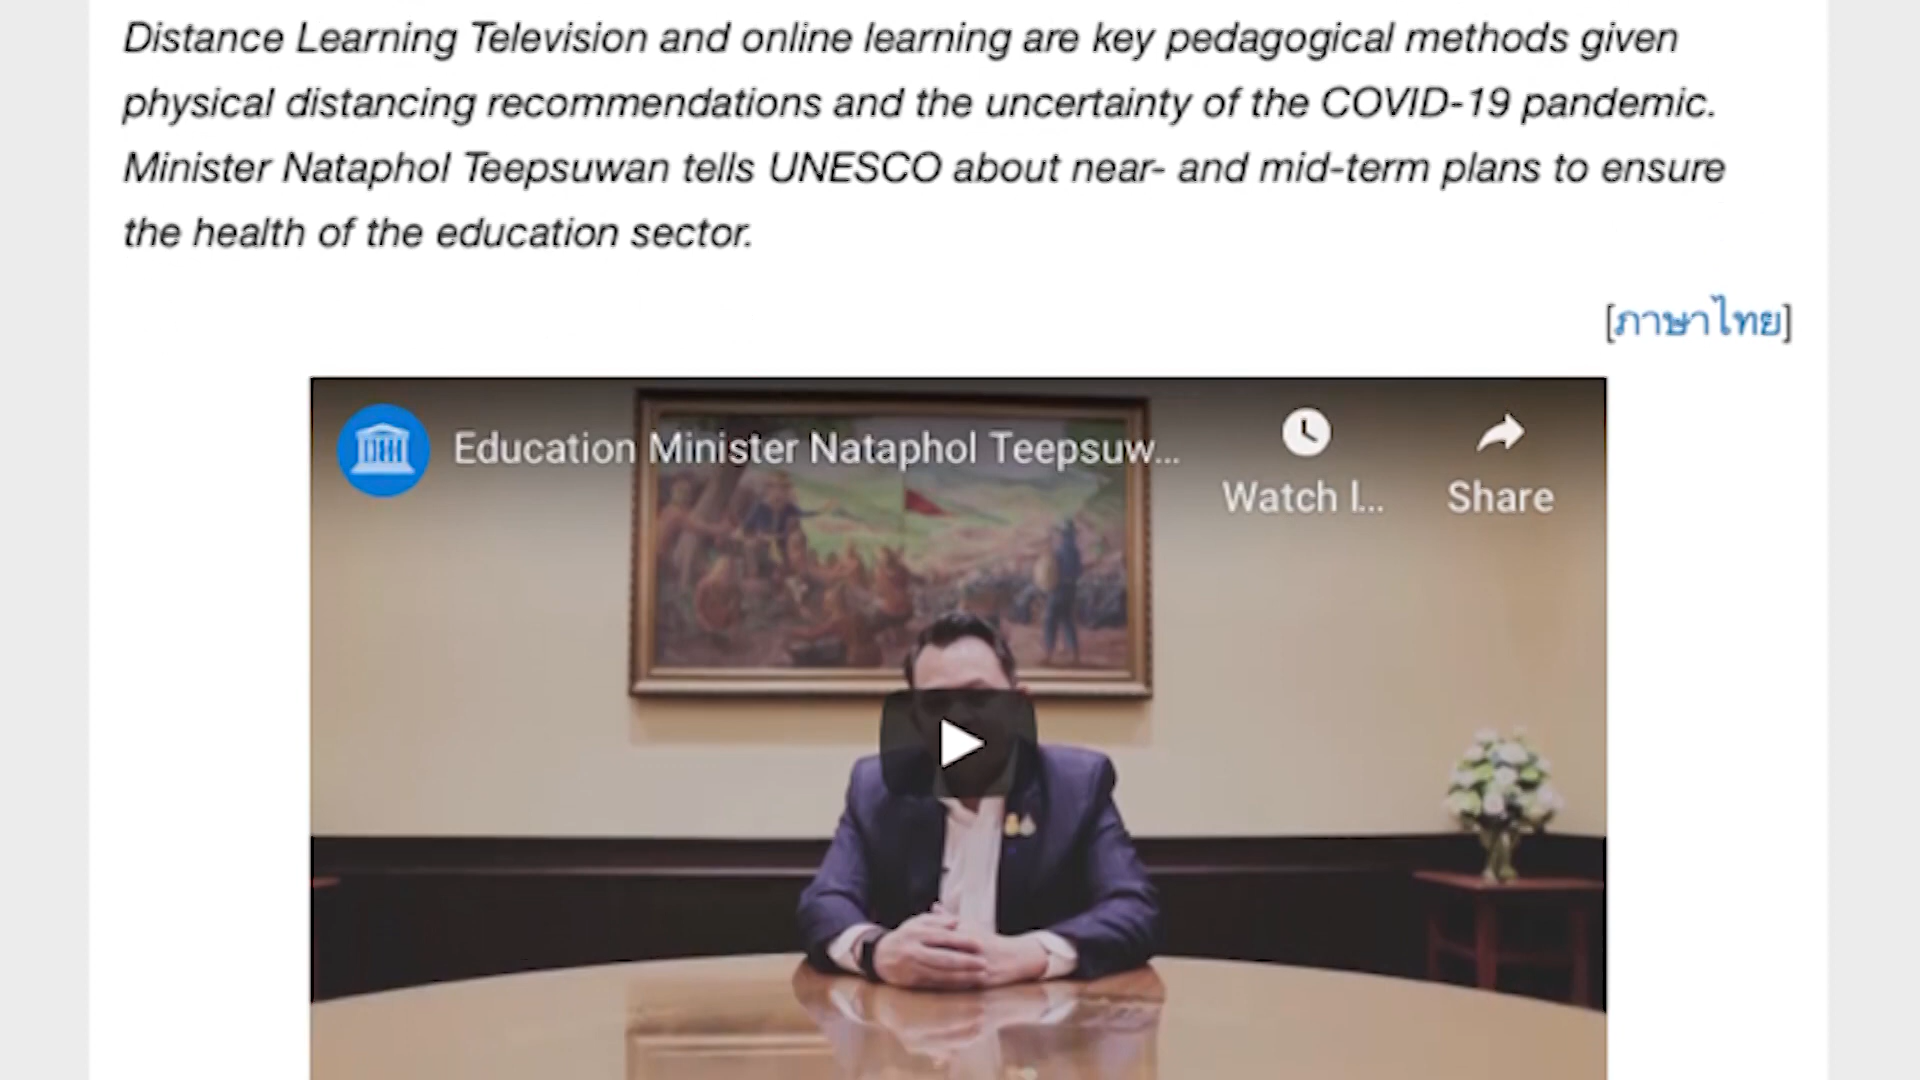 Distance Learning Television and online learning are key pedagogical methods given
physical distancing recommendations and the uncertainty of the COVID-19 pandemic.
Minister Nataphol Teepsuwan tells UNESCO about near- and mid-term plans to ensure
the health of the education sector.
[ภาษาไทย]
Education Minister Nataphol Teepsuw...
Watch l...
Share